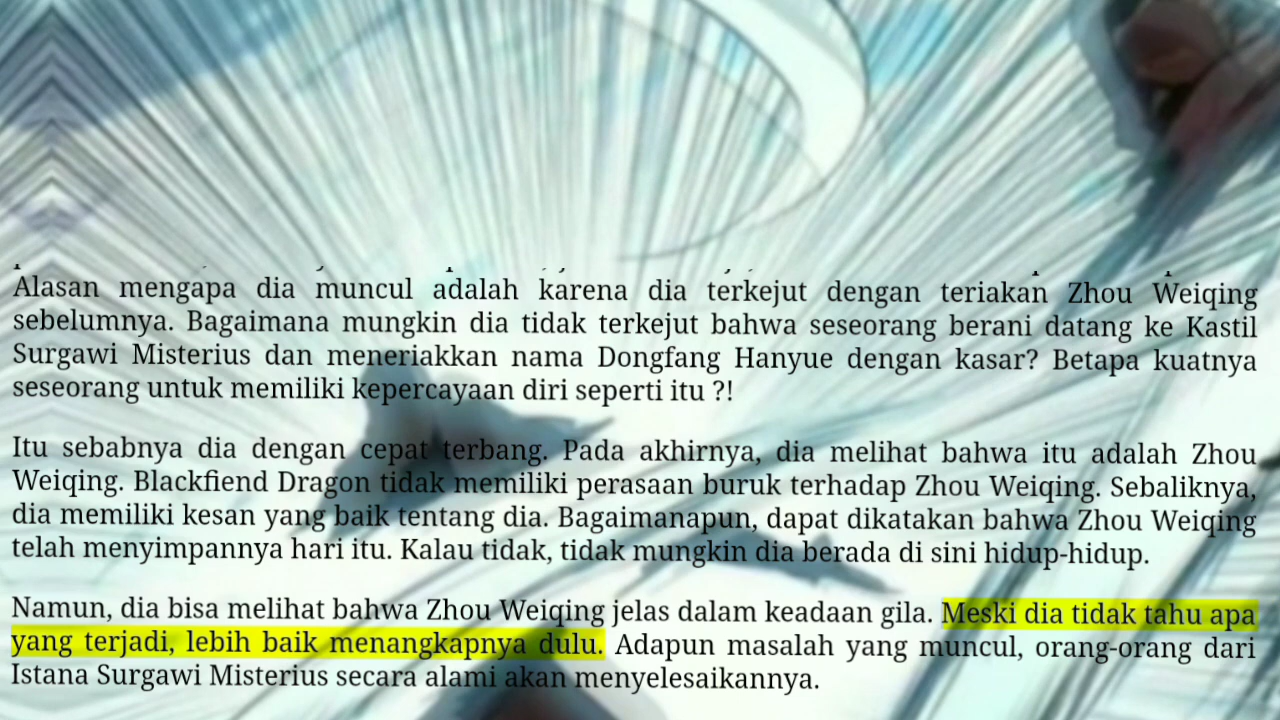 Alasan mengapa dia muncul adalah karena dia terkejut dengan teriakan Zhou Weiqing
sebelumnya. Bagaimana mungkin dia tidak terkejut bahwa seseorang berani datang ke Kastil
Surgawi Misterius dan meneriakkan nama Dongfang Hanyue dengan kasar? Betapa kuatnya
seseorang untuk memiliki kepercayaan diri seperti itu ?!
Itu sebabnya dia dengan cepat terbang. Pada akhirnya, dia melihat bahwa itu adalah Zhou
Weiqing. Blackfiend Dragon tidak memiliki perasaan buruk terhadap Zhou Weiqing. Sebaliknya,
dia memiliki kesan yang baik tentang dia. Bagaimanapun, dapat dikatakan bahwa Zhou Weiqing
telah menyimpannya hari itu. Kalau tidak, tidak mungkin dia berada di sini hidup-hidup.
Namun, dia bisa melihat bahwa Zhou Weiqing jelas dalam keadaan gila. Meski dia tidak tahu apa
yang terjadi, lebih baik menangkapnya dulu. Adapun masalah yang muncul, orang-orang dari
Istana Surgawi Misterius secara alami akan menyelesaikannya.